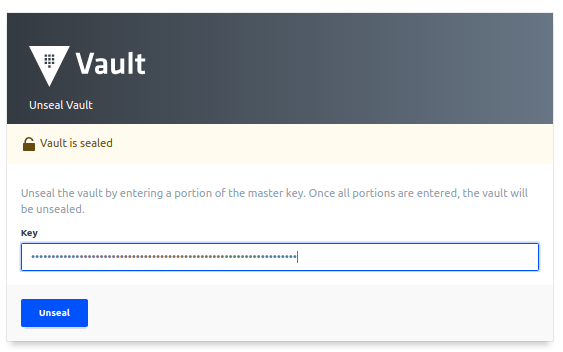 Vault
Unseal Vault
Vault is sealed
Unseal the vault by entering a portion of the master key. Once all portions are entered, the vault will
be unsealed.
Key
Unseal